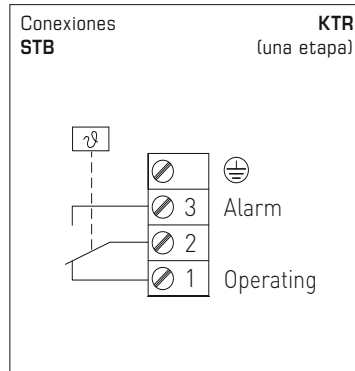 Conexiones KTR
STB (una etapa)
ϑ
3 Alarm
2
1 Operating